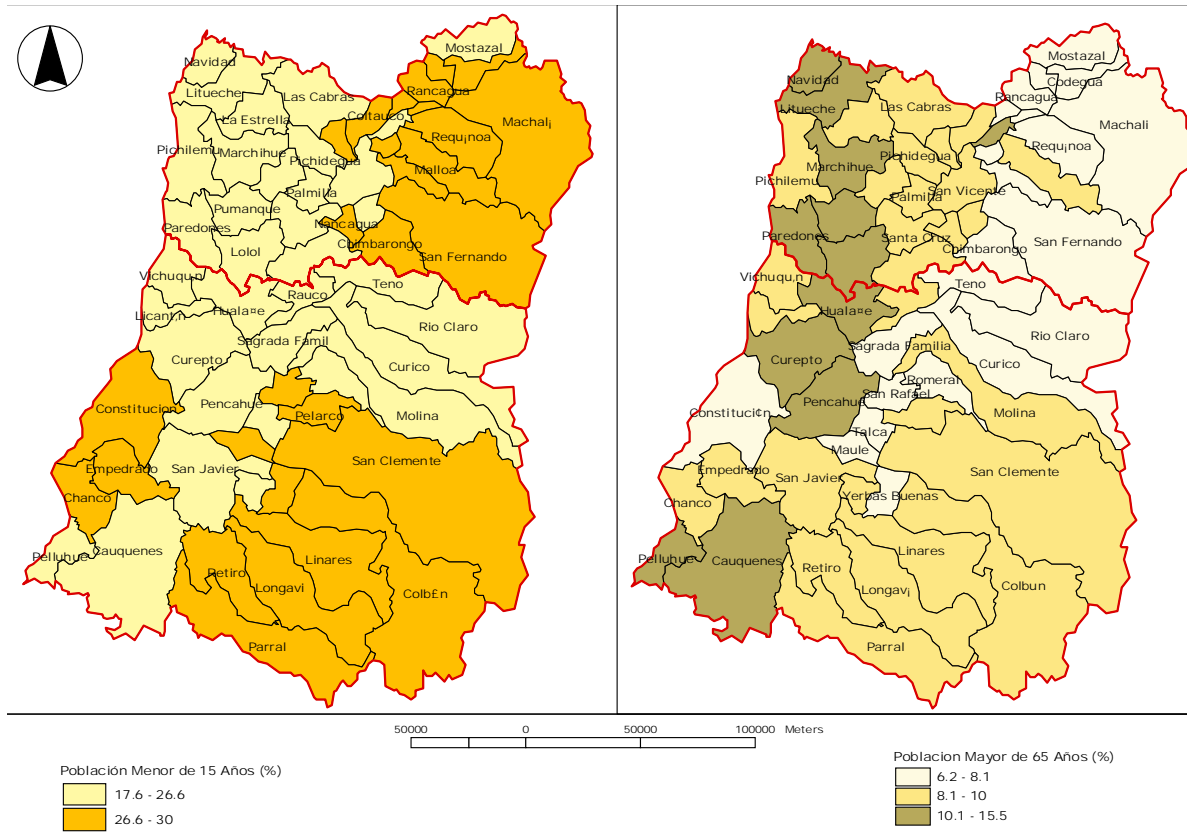 Mostazal
Navidad
Rancagua
Litueche
Las Cabras
Coltauco
La Estrella
Machal¡
Requ¡noa
Pichilemu
Marchihue
Pichidegua
Malloa
Palmilla
Pumanque
Nancagua
Paredones
Chimbarongo
Lolol
San Fernando
Vichuqu,n
Teno
Rauco
Licant,n
Huala¤e
Rio Claro
Sagrada Famil
Curepto
Curico
Pencahue
Constitucion
Pelarco
Molina
San Clemente
Empedrado
San Javier
Chanco
Pelluhue
Cauquenes
Linares
Retiro
Longavi
Colb£n
Parral
Mostazal
Navidad
Codegua
Rancagua
Litueche
Las Cabras
Machali
Requ¡noa
Marchihue
Pichidegua
Pichilemu
San Vicente
Palmilla
Paredones
Santa Cruz
Chimbarongo
San Fernando
Vichuqu,n
Teno
Huala¤e
Rio Claro
Sagrada Familia
Curepto
Curico
Romeral
San Rafael
Pencahue
Constituci¢n
Molina
Talca
Maule
Empedrado
San Javier
San Clemente
Yerbas Buenas
Chanco
Pelluhue
Cauquenes
Linares
Retiro
Longav¡
Colbun
Parral
50000 0 50000 100000 Meters
Población Menor de 15 Años (%)
17.6 - 26.6
26.6 - 30
Poblacion Mayor de 65 Años (%)
6.2 - 8.1
8.1 - 10
10.1 - 15.5